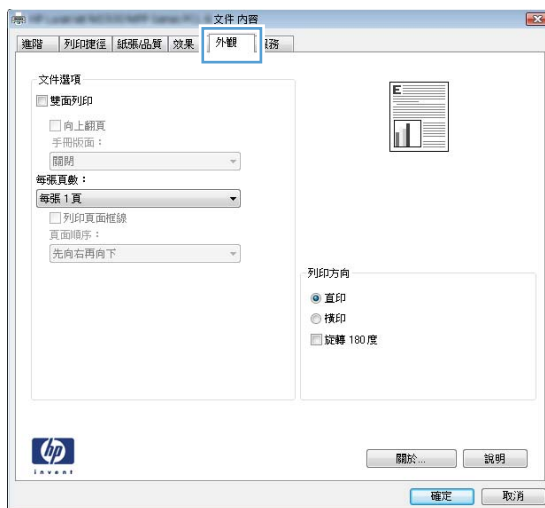 文件 內容
進階 列印捷徑 紙張/品質 效果 外觀 服務
文件選項
雙面列印
向上翻頁
手冊版面：
關閉
每張頁數：
每張 1 頁
列印頁面框線
頁面順序：
先向右再向下
E
列印方向
直印
橫印
旋轉 180 度
hp
invent
關於... 說明
確定 取消